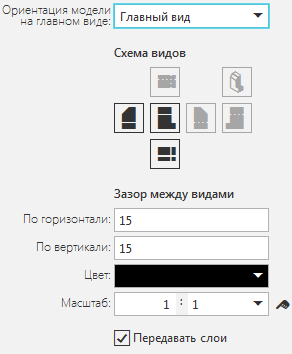 Ориентация модели
на главном виде:
Главный вид
Схема видов
Зазор между видами
По горизонтали:
15
По вертикали:
15
Цвет:
Масштаб:
1 : 1
Передавать слои